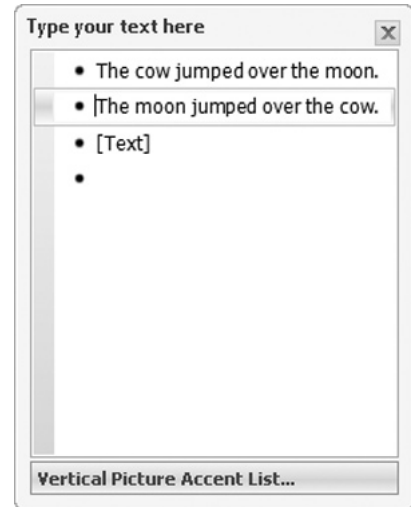 Type your text here
• The cow jumped over the moon.
• The moon jumped over the cow.
• [Text]
•
Vertical Picture Accent List...